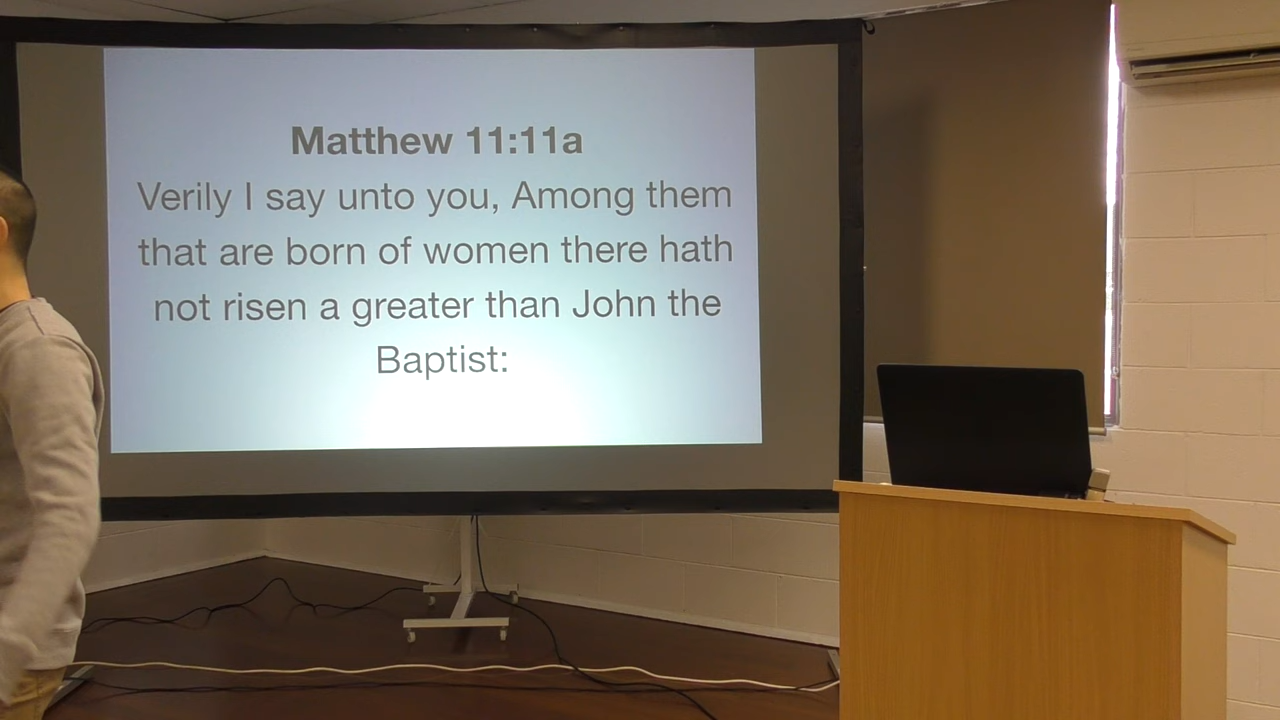 Matthew 11:11a
Verily I say unto you, Among them
that are born of women there hath
not risen a greater than John the
Baptist: